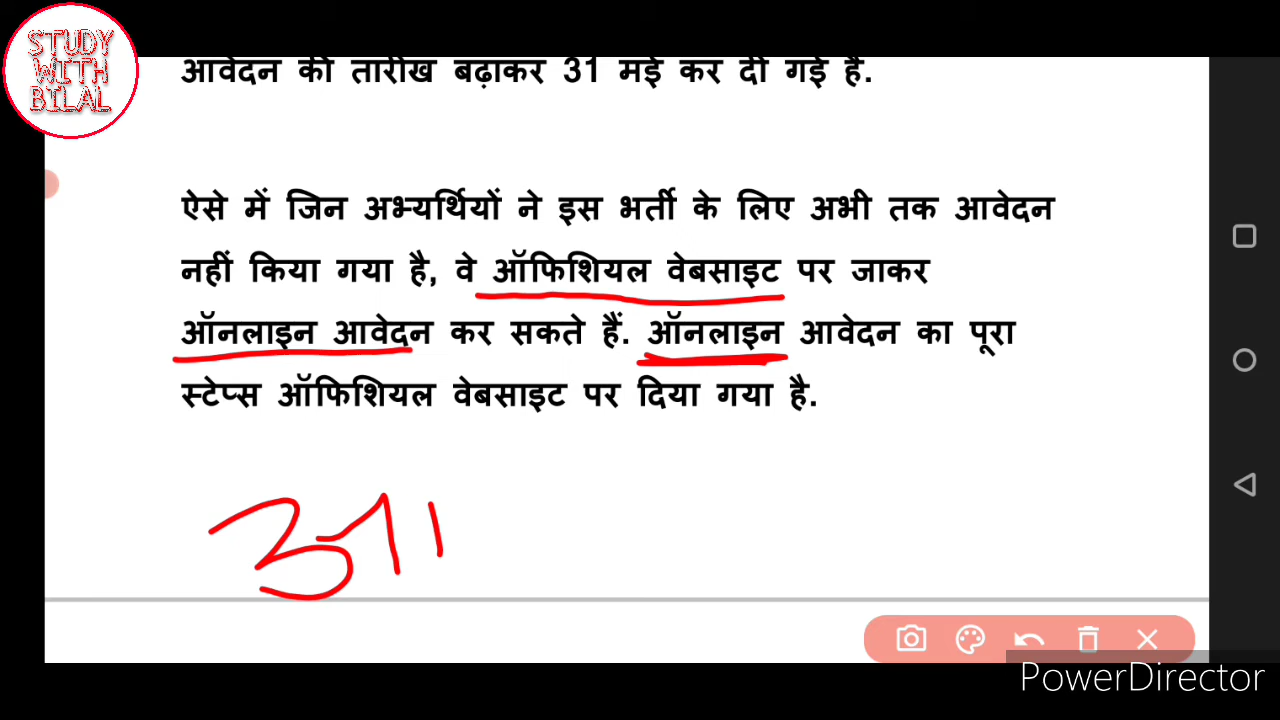 STUDY
WITH
BILAL
आवेदन की तारीख बढ़ाकर 31 मई कर दी गई है.
ऐसे में जिन अभ्यर्थियों ने इस भर्ती के लिए अभी तक आवेदन
नहीं किया गया है, वे ऑफिशियल वेबसाइट पर जाकर
ऑनलाइन आवेदन कर सकते हैं. ऑनलाइन आवेदन का पूरा
स्टेप्स ऑफिशियल वेबसाइट पर दिया गया है.
PowerDirector